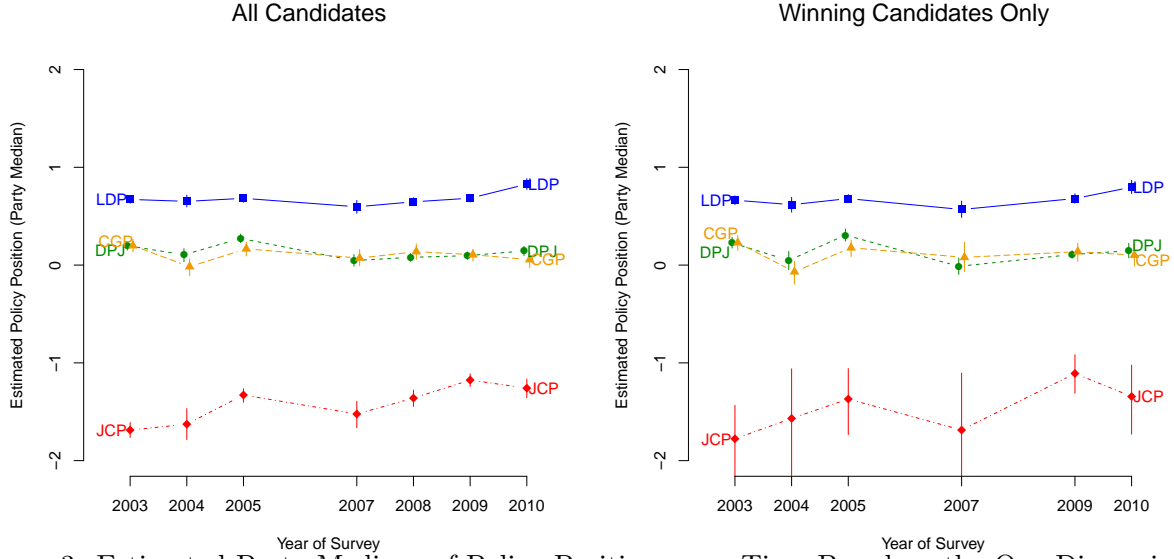 All Candidates
Estimated Policy Position (Party Median)
2
1
0
−1
−2
LDP
CGP
DPJ
JCP
LDP
DPJ
CGP
JCP
2003 2004 2005 2007 2008 2009 2010
Year of Survey
Winning Candidates Only
Estimated Policy Position (Party Median)
2
1
0
−1
−2
LDP
CGP
DPJ
JCP
LDP
DPJ
CGP
JCP
2003 2004 2005 2007 2009 2010
Year of Survey